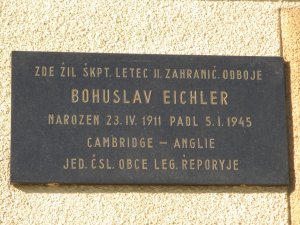 ZDE ŽIL ŠKPT. LETEC II. ZAHRANIČ. ODBOJE
BOHUSLAV EICHLER
NAROZEN 23. IV. 1911 PADL 5. I. 1945
CAMBRIDGE – ANGLIE
JED. ČSL. OBCE LEG. ŘEPORYJE